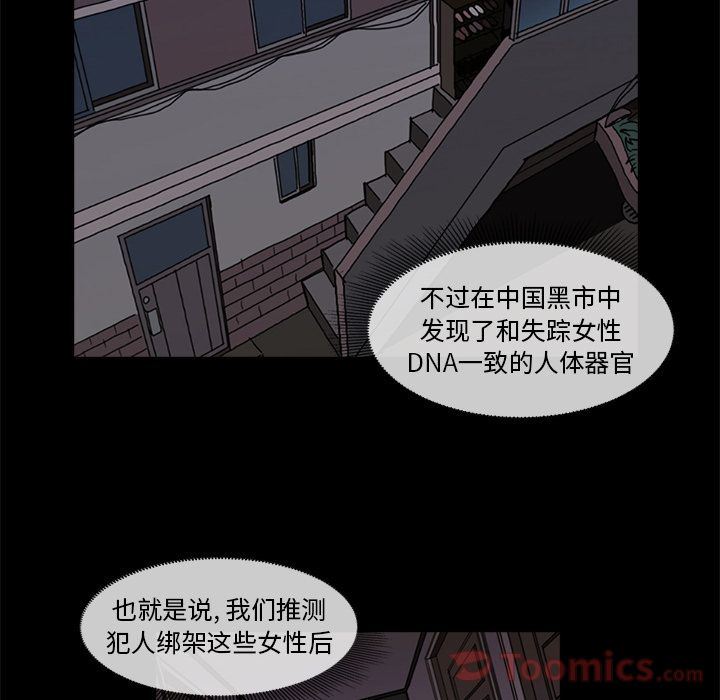 不过在中国黑市中
发现了和失踪女性
DNA一致的人体器官
也就是说, 我们推测
犯人绑架这些女性后
Toomics.com